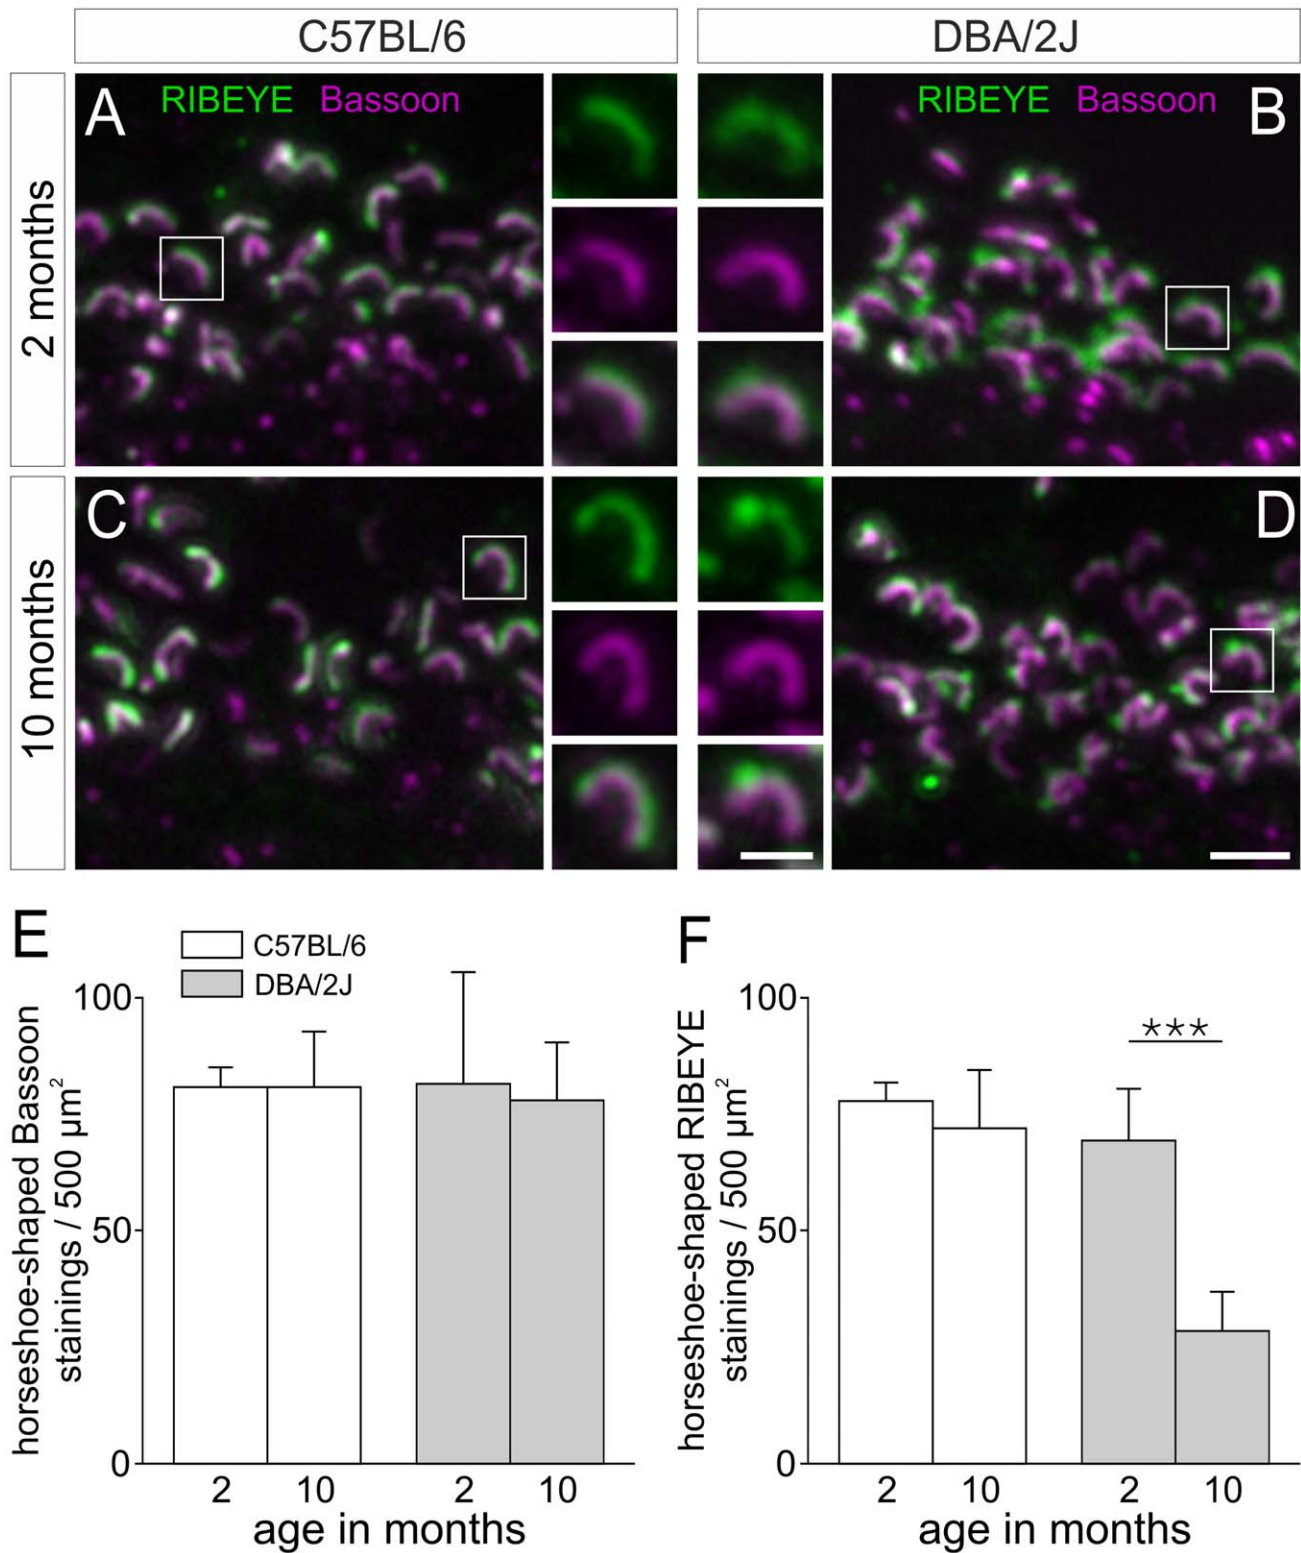 C57BL/6
DBA/2J
2 months
A
RIBEYE Bassoon
RIBEYE Bassoon
B
10 months
C
D
E
C57BL/6
DBA/2J
horseshoe-shaped Bassoon
stainings / 500 µm²
100
50
0
2 10 2 10
age in months
F
horseshoe-shaped RIBEYE
stainings / 500 µm²
100
50
0
***
2 10 2 10
age in months